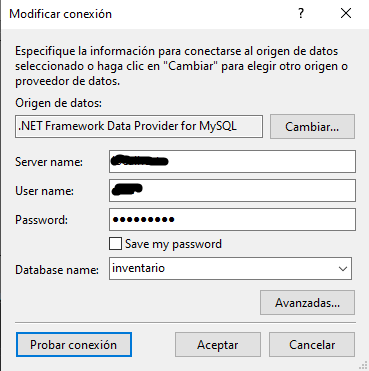 Modificar conexión ? ×
Especifique la información para conectarse al origen de datos
seleccionado o haga clic en "Cambiar" para elegir otro origen o
proveedor de datos.
Origen de datos:
.NET Framework Data Provider for MySQL Cambiar...
Server name:
User name:
Password: •••••••••
Save my password
Database name: inventario
Avanzadas...
Probar conexión Aceptar Cancelar